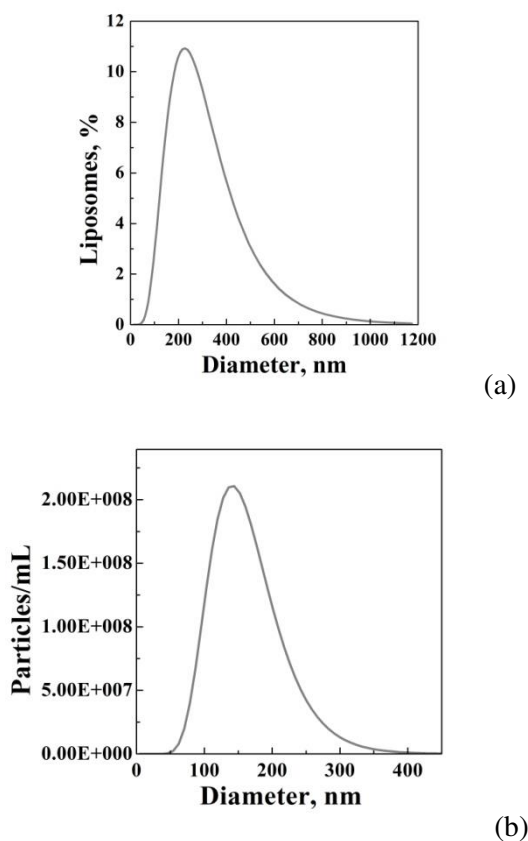 12
10
8
6
4
2
0
Liposomes, %
0 200 400 600 800 1000 1200
Diameter, nm
(a)
2.00E+008
1.50E+008
1.00E+008
5.00E+007
0.00E+000
Particles/mL
0 100 200 300 400
Diameter, nm
(b)